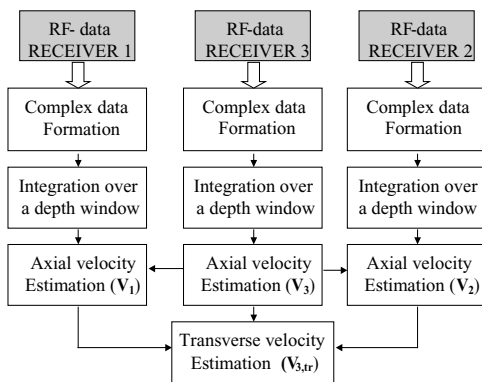 RF- data
RECEIVER 1
RF-data
RECEIVER 3
RF-data
RECEIVER 2
Complex data
Formation
Complex data
Formation
Complex data
Formation
Integration over
a depth window
Integration over
a depth window
Integration over
a depth window
Axial velocity
Estimation (V₁)
Axial velocity
Estimation (V₃)
Axial velocity
Estimation (V₂)
Transverse velocity
Estimation (V₃,tr)